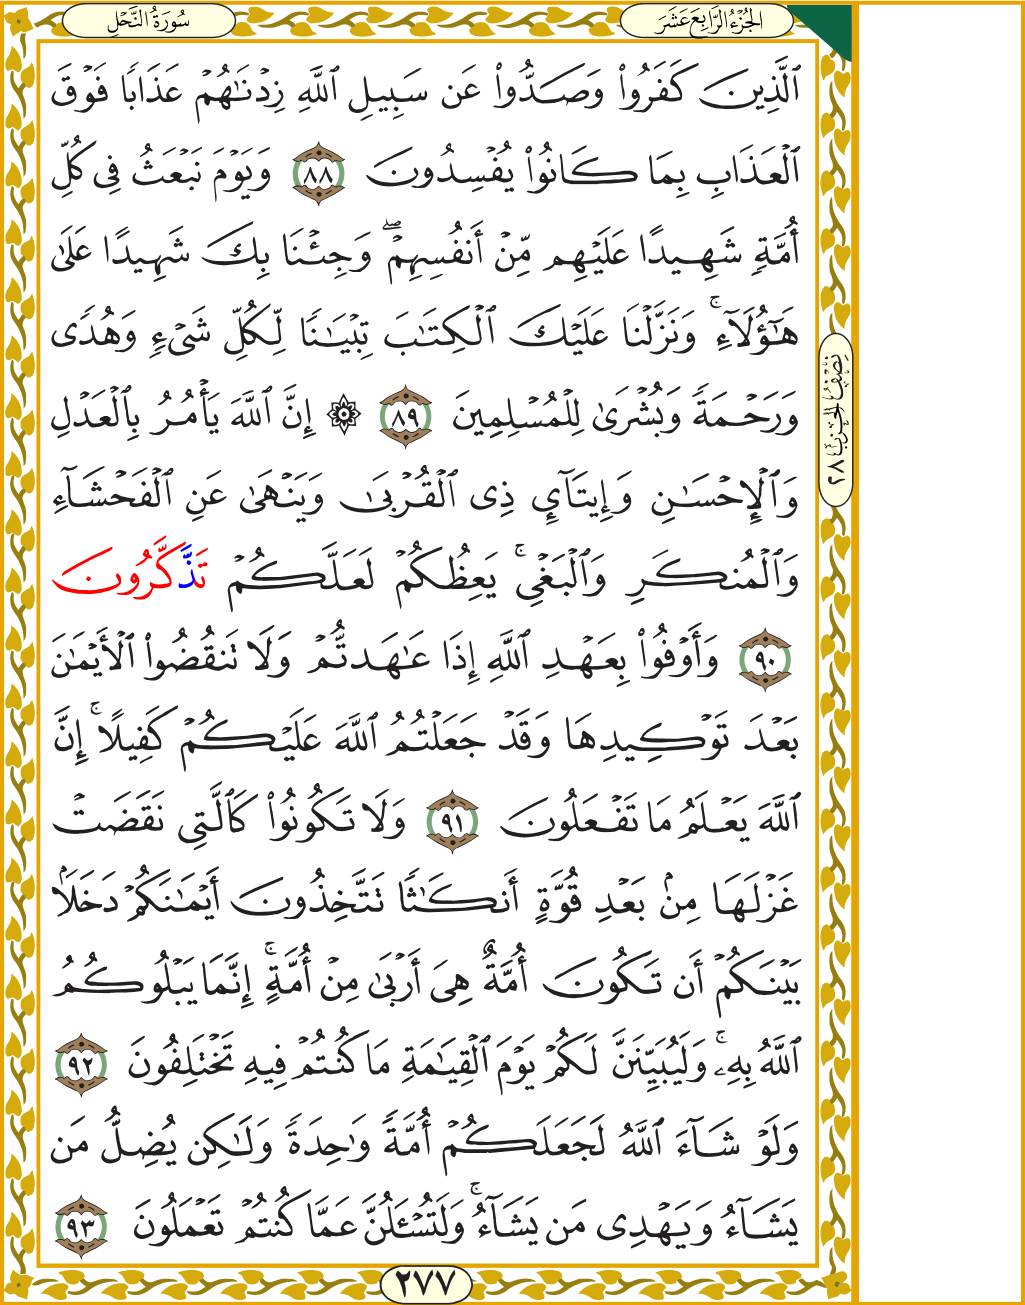 الجُزْءُ الرَّابِعَ عَشَرَ
سُورَةُ النَّحْلِ
ٱلَّذِينَ كَفَرُوا۟ وَصَدُّوا۟ عَن سَبِيلِ ٱللَّهِ زِدْنَـٰهُمْ عَذَابًا فَوْقَ
ٱلْعَذَابِ بِمَا كَانُوا۟ يُفْسِدُونَ ٨٨ وَيَوْمَ نَبْعَثُ فِى كُلِّ
أُمَّةٍ شَهِيدًا عَلَيْهِم مِّنْ أَنفُسِهِمْ ۖ وَجِئْنَا بِكَ شَهِيدًا عَلَىٰ
هَـٰٓؤُلَآءِ ۚ وَنَزَّلْنَا عَلَيْكَ ٱلْكِتَـٰبَ تِبْيَـٰنًا لِّكُلِّ شَىْءٍ وَهُدًى
وَرَحْمَةً وَبُشْرَىٰ لِلْمُسْلِمِينَ ٨٩ ۞ إِنَّ ٱللَّهَ يَأْمُرُ بِٱلْعَدْلِ
وَٱلْإِحْسَـٰنِ وَإِيتَآئِ ذِى ٱلْقُرْبَىٰ وَيَنْهَىٰ عَنِ ٱلْفَحْشَآءِ
وَٱلْمُنكَرِ وَٱلْبَغْىِ ۚ يَعِظُكُمْ لَعَلَّكُمْ تَذَّكَّرُونَ
٩٠ وَأَوْفُوا۟ بِعَهْدِ ٱللَّهِ إِذَا عَـٰهَدتُّمْ وَلَا تَنقُضُوا۟ ٱلْأَيْمَـٰنَ
بَعْدَ تَوْكِيدِهَا وَقَدْ جَعَلْتُمُ ٱللَّهَ عَلَيْكُمْ كَفِيلًا ۚ إِنَّ
ٱللَّهَ يَعْلَمُ مَا تَفْعَلُونَ ٩١ وَلَا تَكُونُوا۟ كَٱلَّتِى نَقَضَتْ
غَزْلَهَا مِنۢ بَعْدِ قُوَّةٍ أَنكَـٰثًا تَتَّخِذُونَ أَيْمَـٰنَكُمْ دَخَلًۢا
بَيْنَكُمْ أَن تَكُونَ أُمَّةٌ هِىَ أَرْبَىٰ مِنْ أُمَّةٍ ۚ إِنَّمَا يَبْلُوكُمُ
ٱللَّهُ بِهِۦ ۚ وَلَيُبَيِّنَنَّ لَكُمْ يَوْمَ ٱلْقِيَـٰمَةِ مَا كُنتُمْ فِيهِ تَخْتَلِفُونَ ٩٢
وَلَوْ شَآءَ ٱللَّهُ لَجَعَلَكُمْ أُمَّةً وَٰحِدَةً وَلَـٰكِن يُضِلُّ مَن
يَشَآءُ وَيَهْدِى مَن يَشَآءُ ۚ وَلَتُسْـَٔلُنَّ عَمَّا كُنتُمْ تَعْمَلُونَ ٩٣
نِصْفُ الحِزْبِ ٢٨
٢٧٧